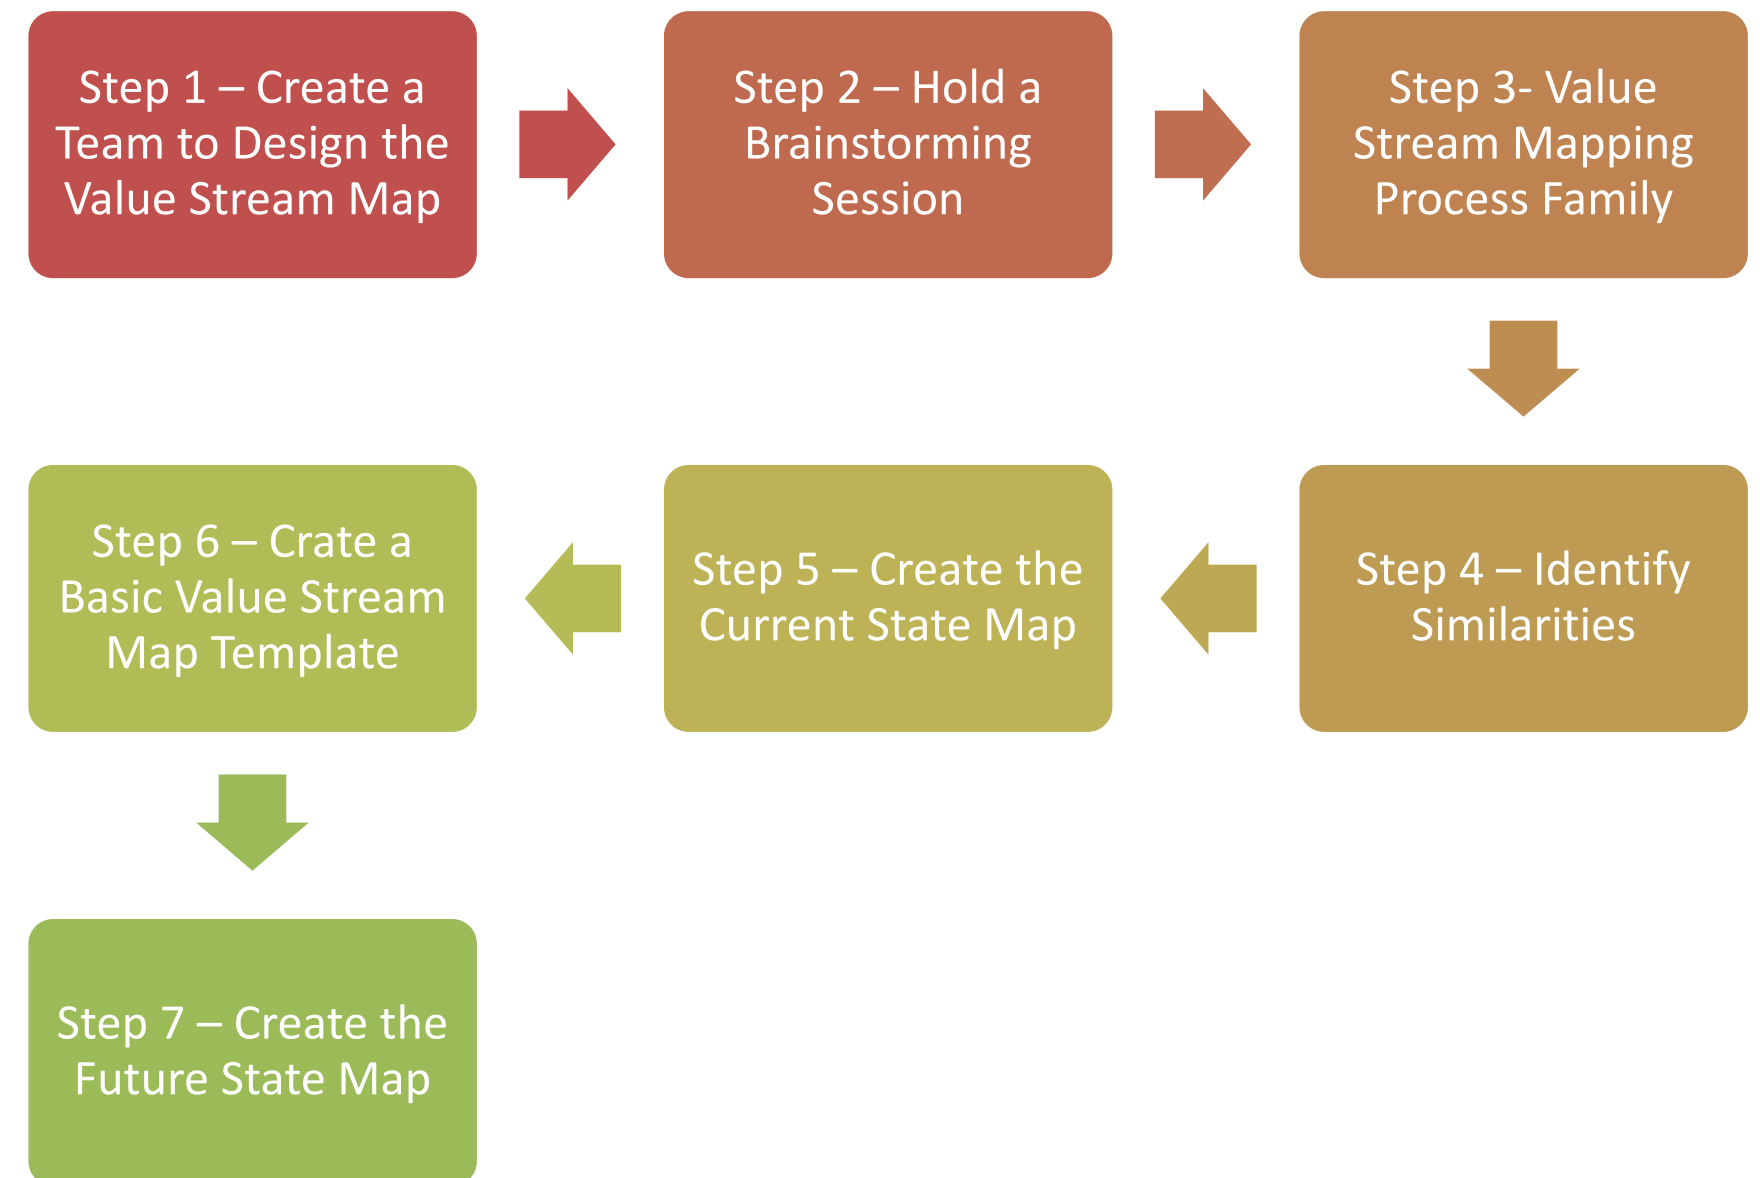 Step 1 – Create a
Team to Design the
Value Stream Map
Step 2 – Hold a
Brainstorming
Session
Step 3- Value
Stream Mapping
Process Family
Step 4 – Identify
Similarities
Step 5 – Create the
Current State Map
Step 6 – Crate a
Basic Value Stream
Map Template
Step 7 – Create the
Future State Map